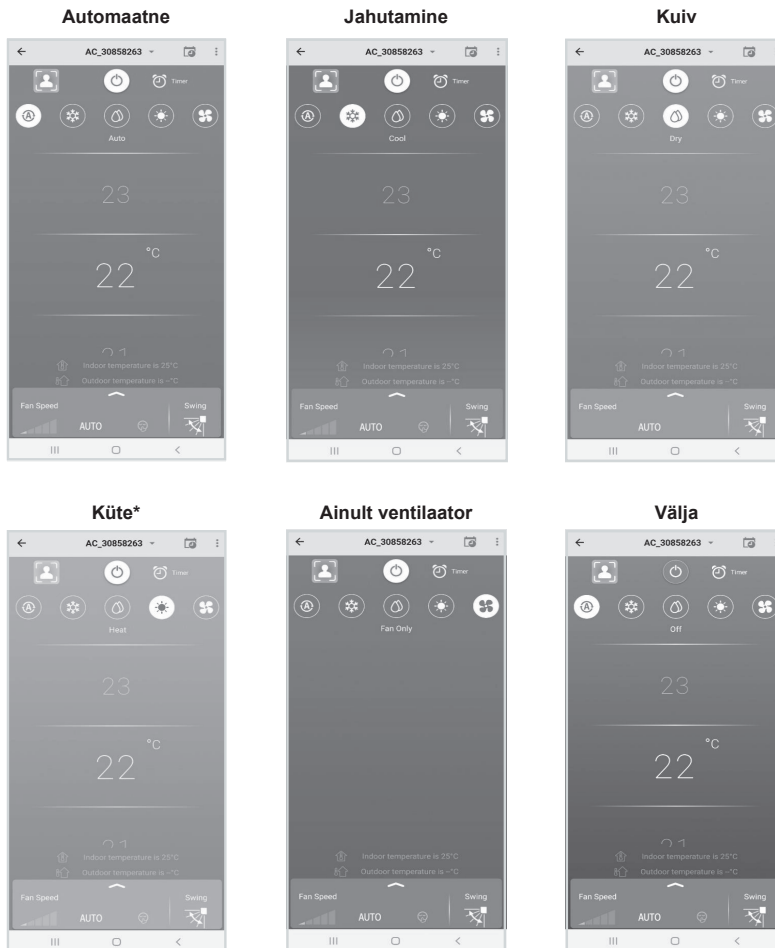 Automaatne
AC_30858263
Timer
Auto
23
22 °C
21
Indoor temperature is 25°C
Outdoor temperature is --°C
Fan Speed
Swing
AUTO
Jahutamine
AC_30858263
Timer
Cool
23
22 °C
21
Indoor temperature is 25°C
Outdoor temperature is --°C
Fan Speed
Swing
AUTO
Kuiv
AC_30858263
Timer
Dry
23
22 °C
21
Indoor temperature is 25°C
Outdoor temperature is --°C
Fan Speed
Swing
AUTO
Küte*
AC_30858263
Timer
Heat
23
22 °C
21
Indoor temperature is 25°C
Outdoor temperature is --°C
Fan Speed
Swing
AUTO
Ainult ventilaator
AC_30858263
Timer
Fan Only
Indoor temperature is 25°C
Outdoor temperature is --°C
Fan Speed
Swing
AUTO
Välja
AC_30858263
Timer
Off
23
22 °C
21
Indoor temperature is 25°C
Outdoor temperature is --°C
Fan Speed
Swing
AUTO